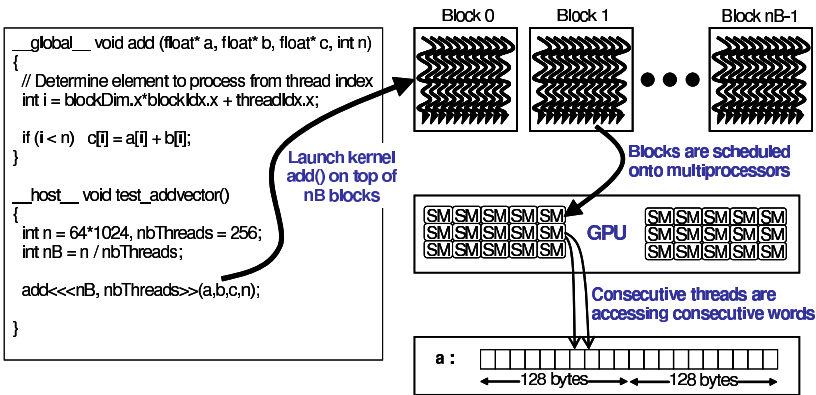 __global__ void add (float* a, float* b, float* c, int n)
{
// Determine element to process from thread index
int i = blockDim.x*blockIdx.x + threadIdx.x;
if (i < n) c[i] = a[i] + b[i];
}
__host__ void test_addvector()
{
int n = 64*1024, nbThreads = 256;
int nB = n / nbThreads;
add<<<nB, nbThreads>>>(a,b,c,n);
}
Launch kernel
add() on top of
nB blocks
Block 0
Block 1
Block nB-1
Blocks are scheduled
onto multiprocessors
SM SM SM SM SM
SM SM SM SM SM
SM SM SM SM SM
GPU
SM SM SM SM SM
SM SM SM SM SM
SM SM SM SM SM
Consecutive threads are
accessing consecutive words
a :
128 bytes
128 bytes